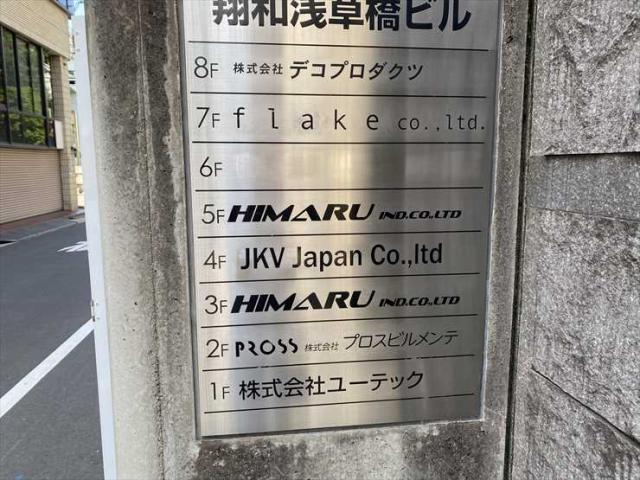 翔和浅草橋ビル
8F 株式会社 デコプロダクツ
7F flake co.,ltd.
6F
5F HIMARU IND.CO.,LTD
4F JKV Japan Co.,ltd
3F HIMARU IND.CO.,LTD
2F PROSS 株式会社 プロスビルメンテ
1F 株式会社ユーテック